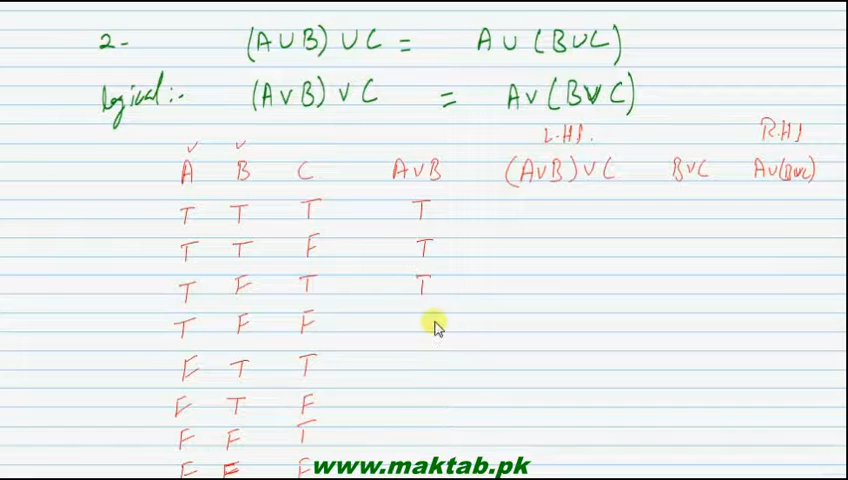 2- (A∪B)∪C = A∪(B∪C)
logical:- (A∨B)∨C = A∨(B∨C)
L.H.S. R.H.S
A B C A∨B (A∨B)∨C B∨C A∨(B∨C)
T T T T
T T F T
T F T T
T F F
F T T
F T F
F F T
F F F
www.maktab.pk